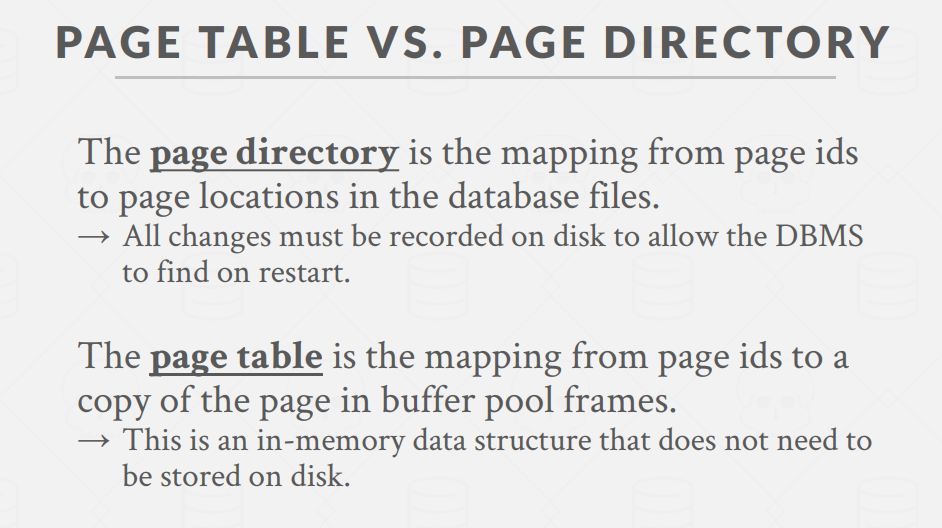 PAGE TABLE VS. PAGE DIRECTORY
The page directory is the mapping from page ids
to page locations in the database files.
→ All changes must be recorded on disk to allow the DBMS
to find on restart.
The page table is the mapping from page ids to a
copy of the page in buffer pool frames.
→ This is an in-memory data structure that does not need to
be stored on disk.